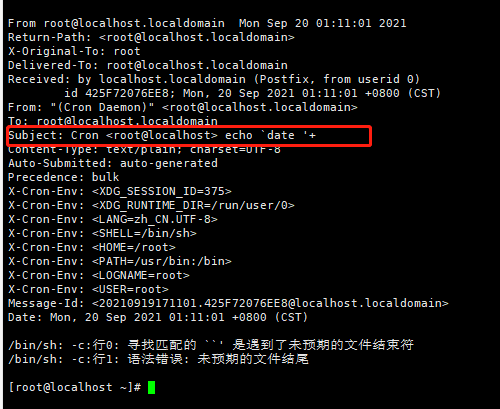 From root@localhost.localdomain  Mon Sep 20 01:11:01 2021
Return-Path: <root@localhost.localdomain>
X-Original-To: root
Delivered-To: root@localhost.localdomain
Received: by localhost.localdomain (Postfix, from userid 0)
        id 425F72076EE8; Mon, 20 Sep 2021 01:11:01 +0800 (CST)
From: "(Cron Daemon)" <root@localhost.localdomain>
To: root@localhost.localdomain
Subject: Cron <root@localhost> echo `date '+
Content-Type: text/plain; charset=UTF-8
Auto-Submitted: auto-generated
Precedence: bulk
X-Cron-Env: <XDG_SESSION_ID=375>
X-Cron-Env: <XDG_RUNTIME_DIR=/run/user/0>
X-Cron-Env: <LANG=zh_CN.UTF-8>
X-Cron-Env: <SHELL=/bin/sh>
X-Cron-Env: <HOME=/root>
X-Cron-Env: <PATH=/usr/bin:/bin>
X-Cron-Env: <LOGNAME=root>
X-Cron-Env: <USER=root>
Message-Id: <20210919171101.425F72076EE8@localhost.localdomain>
Date: Mon, 20 Sep 2021 01:11:01 +0800 (CST)

/bin/sh: -c:行0: 寻找匹配的 `​`' 是遇到了未预期的文件结束符
/bin/sh: -c:行1: 语法错误: 未预期的文件结尾

[root@localhost ~]#